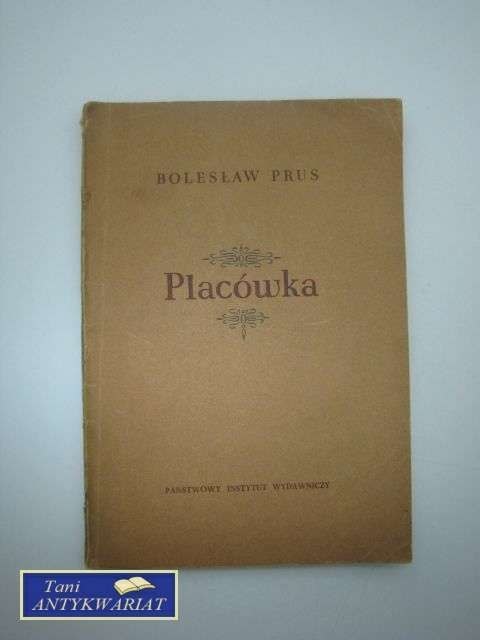 BOLESŁAW PRUS
Placówka
PAŃSTWOWY INSTYTUT WYDAWNICZY
Tani
ANTYKWARIAT